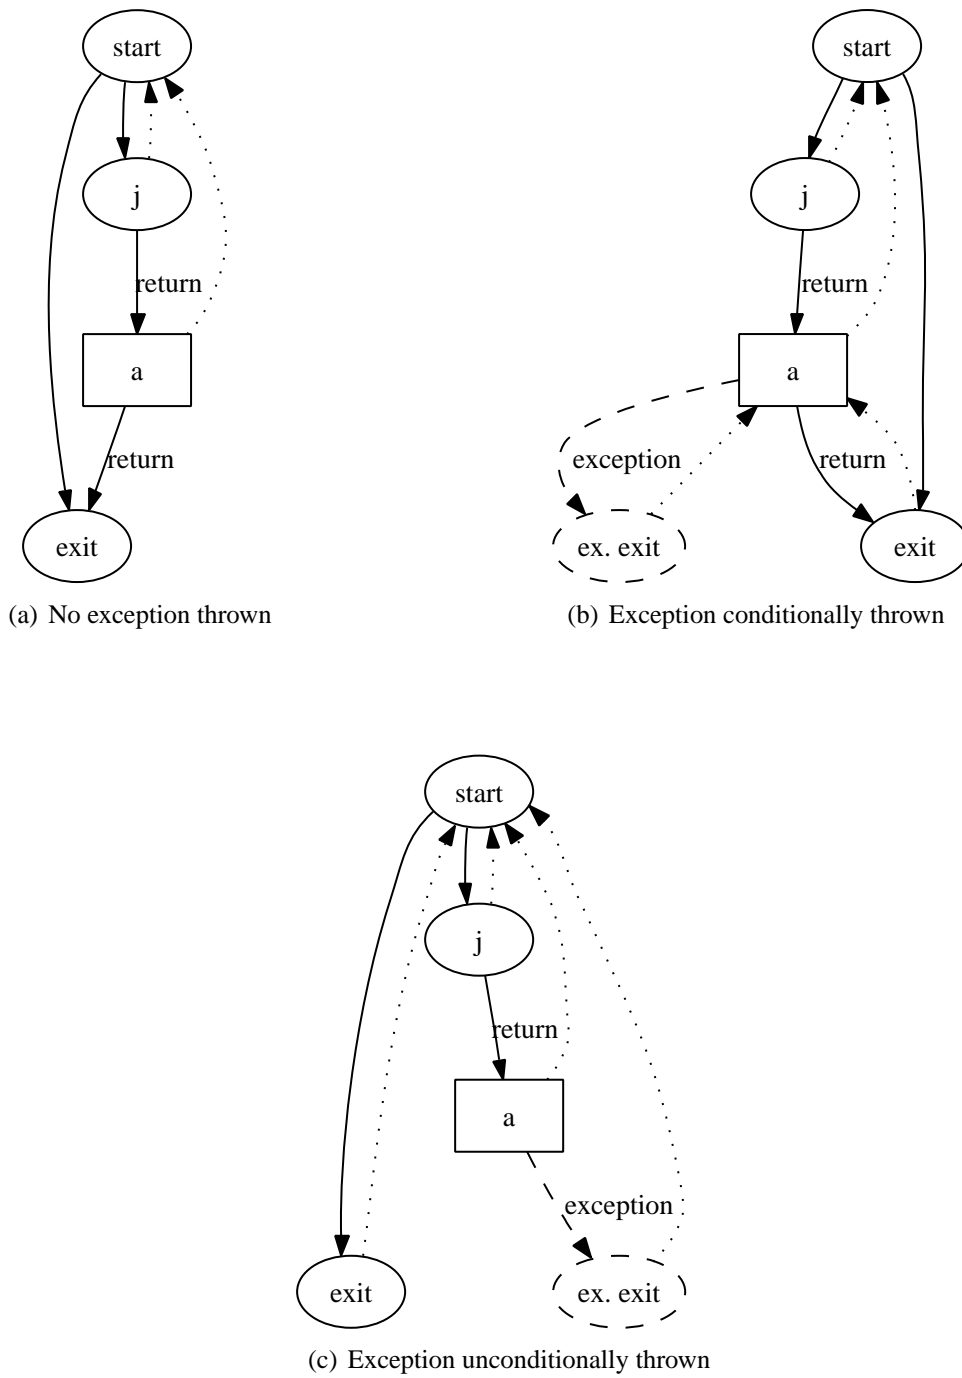 start
j
return
a
return
exit
(a) No exception thrown
start
j
return
a
exception
return
ex. exit
exit
(b) Exception conditionally thrown
start
j
return
a
exception
exit
ex. exit
(c) Exception unconditionally thrown